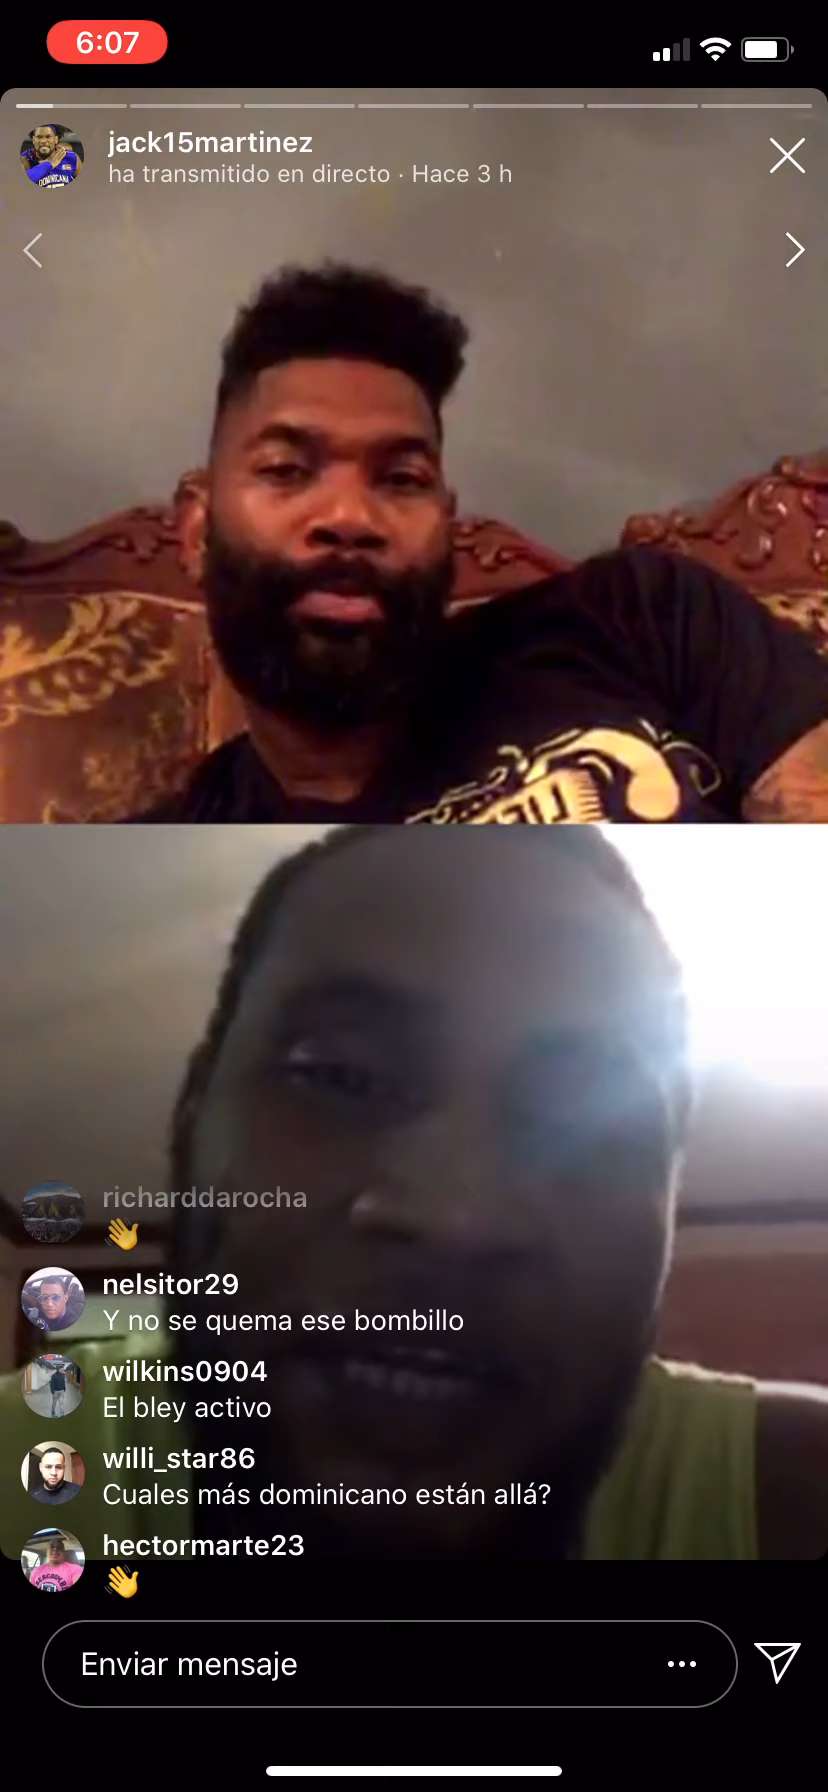 6:07
jack15martinez
ha transmitido en directo · Hace 3 h
richarddarocha
👋
nelsitor29
Y no se quema ese bombillo
wilkins0904
El bley activo
willi_star86
Cuales más dominicano están allá?
hectormarte23
👋
Enviar mensaje